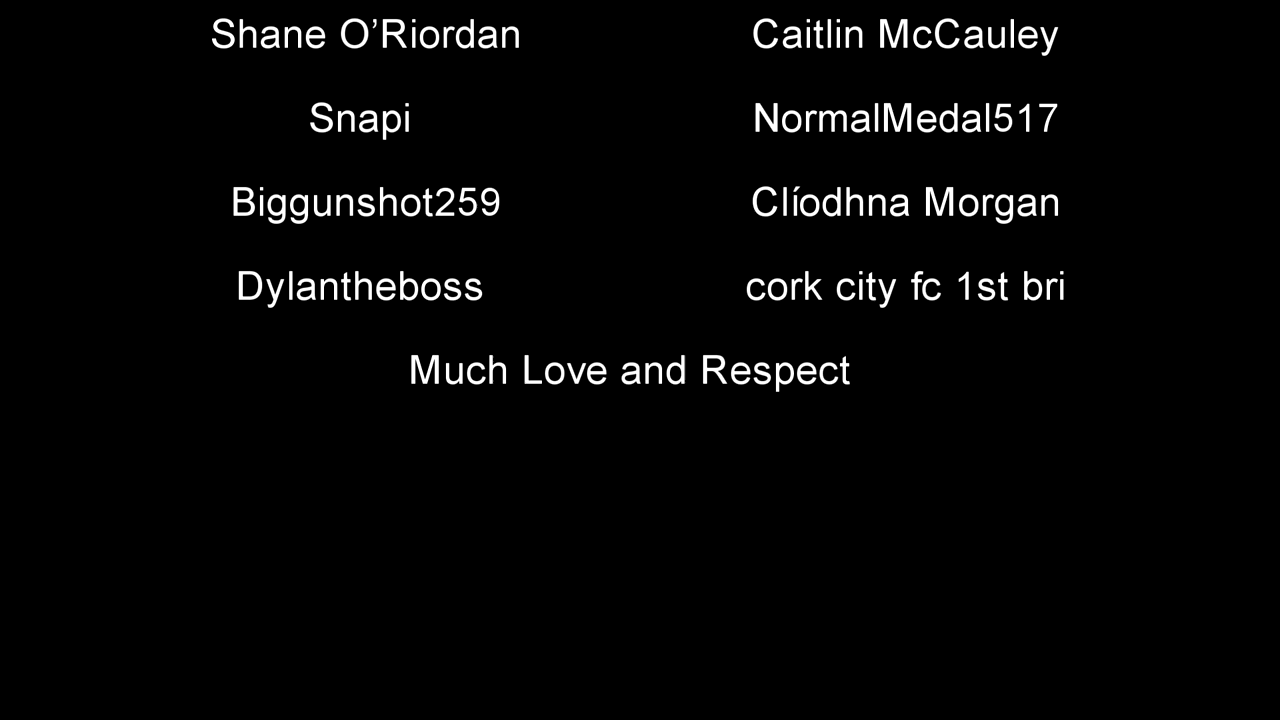 Shane O’Riordan Caitlin McCauley
Snapi NormalMedal517
Biggunshot259 Clíodhna Morgan
Dylantheboss cork city fc 1st bri
Much Love and Respect